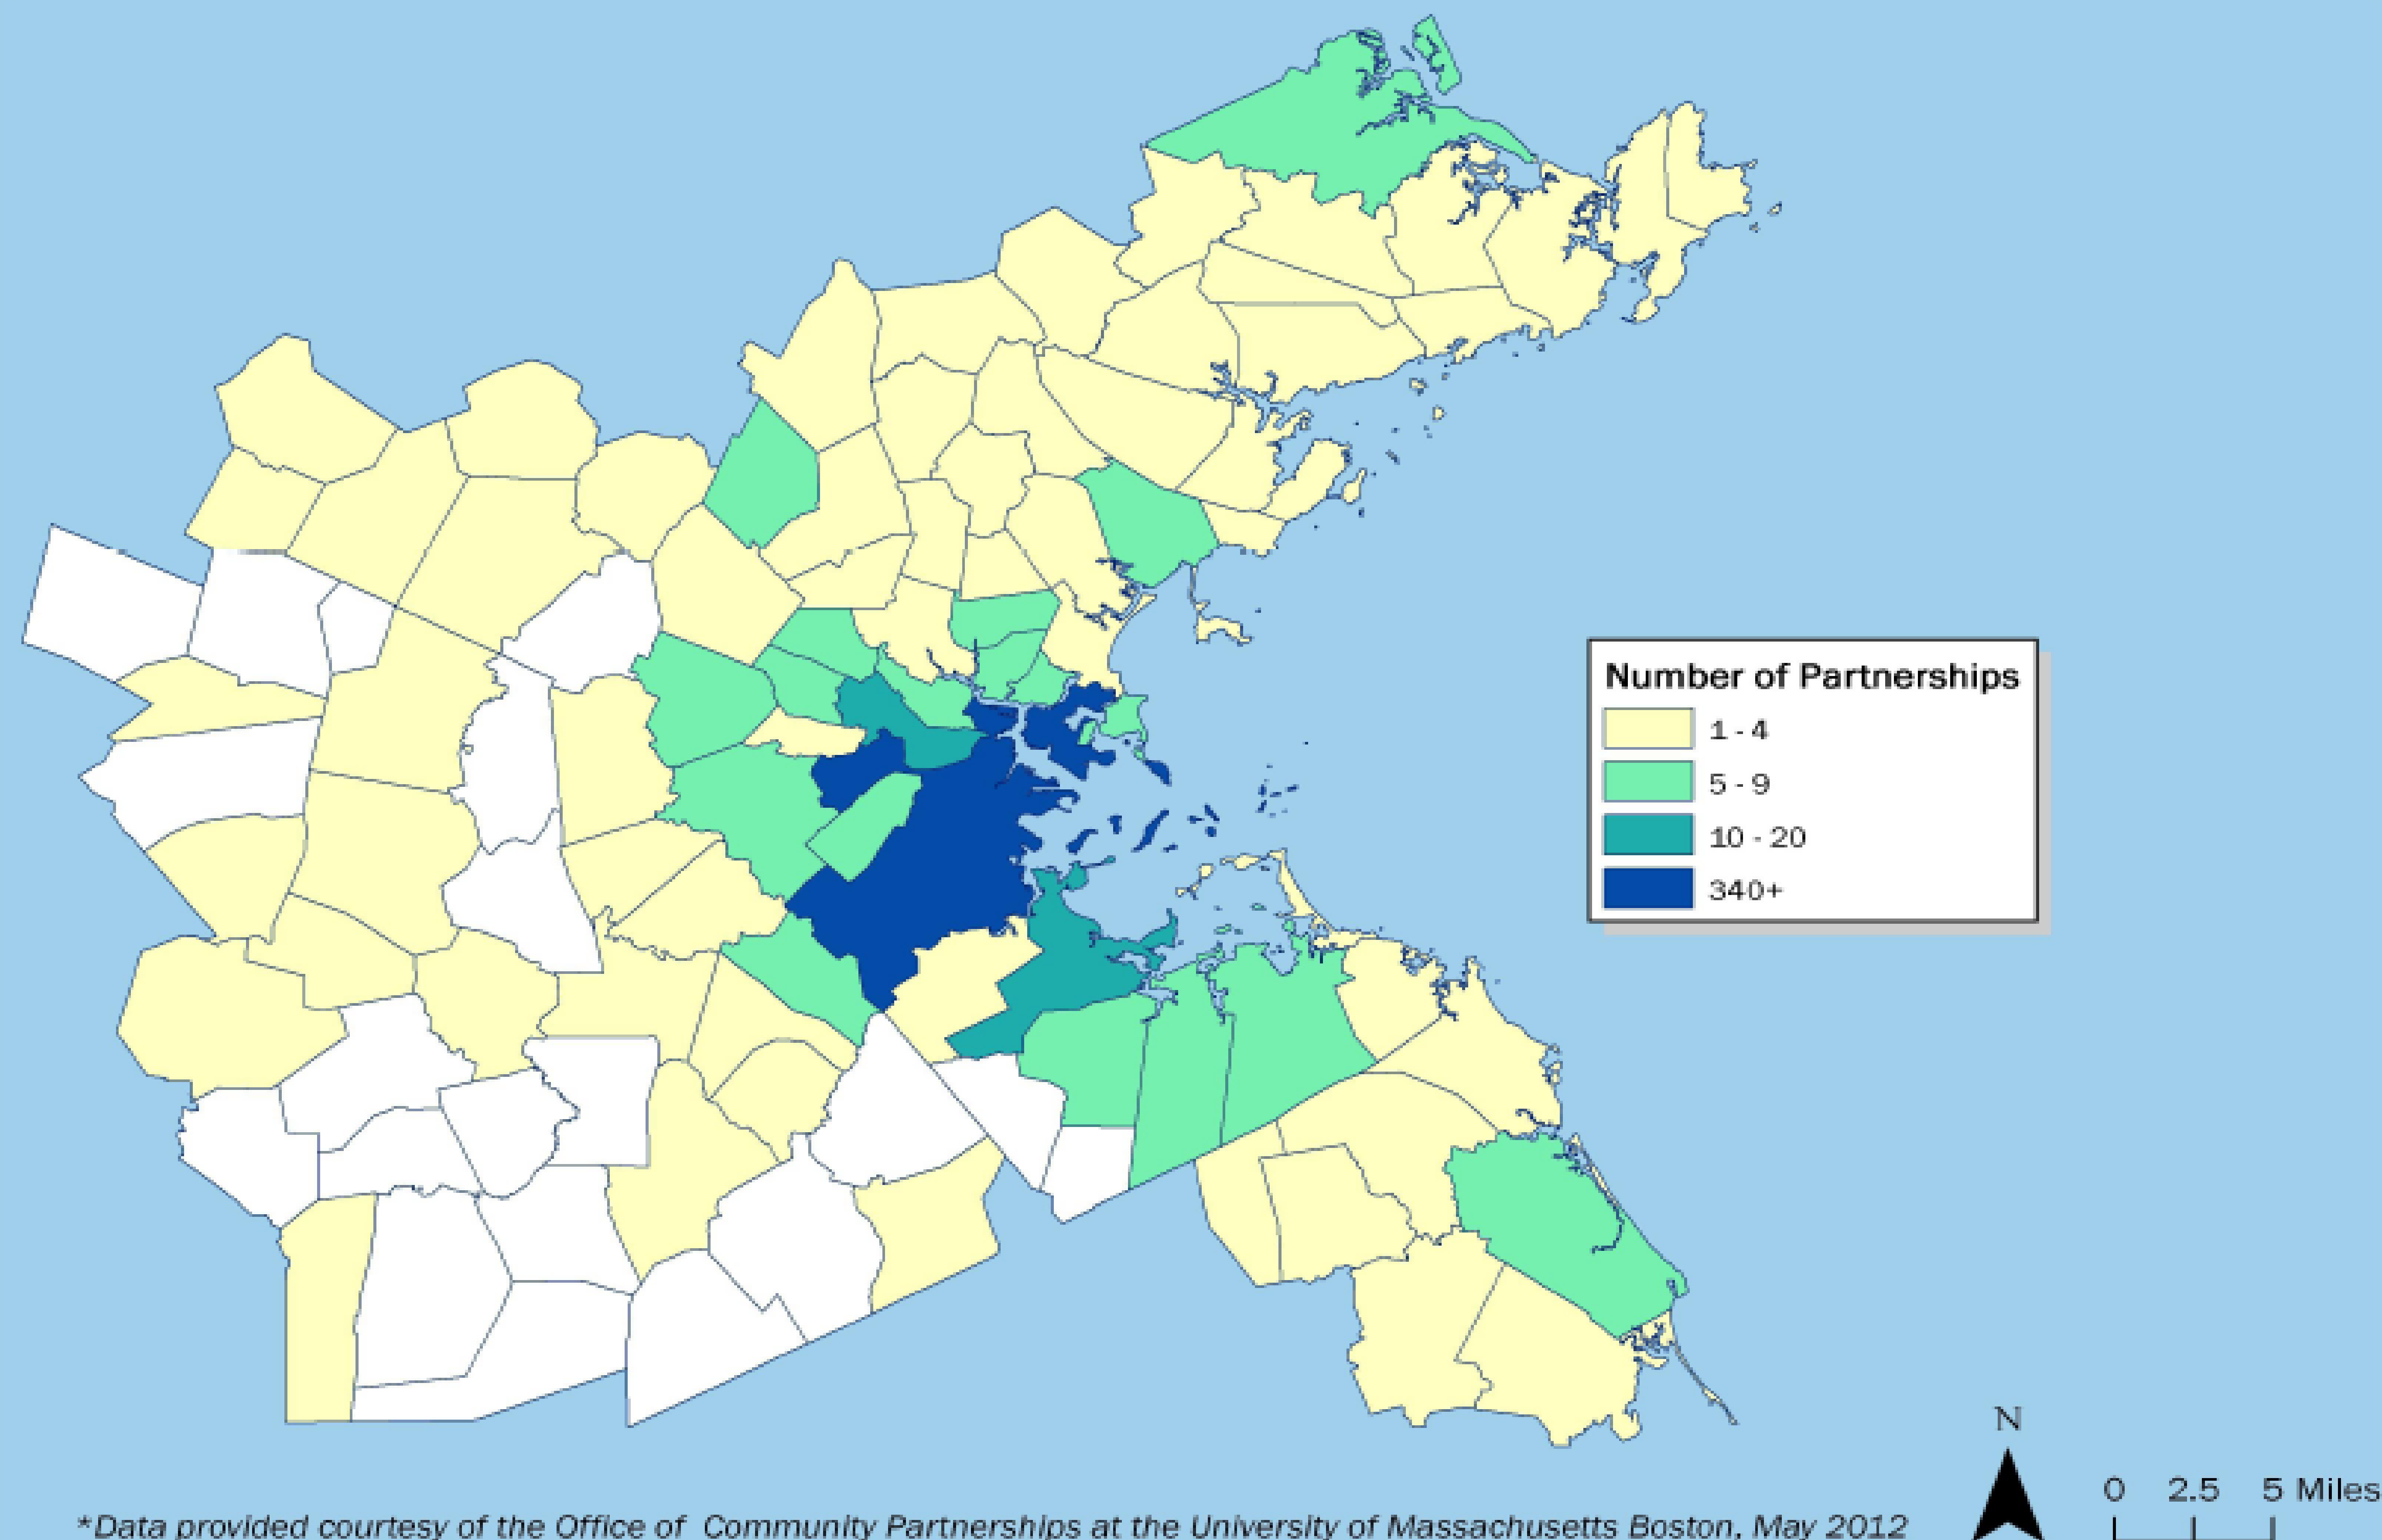 Number of Partnerships
1 - 4
5 - 9
10 - 20
340+
N
0 2.5 5 Miles
*Data provided courtesy of the Office of Community Partnerships at the University of Massachusetts Boston, May 2012